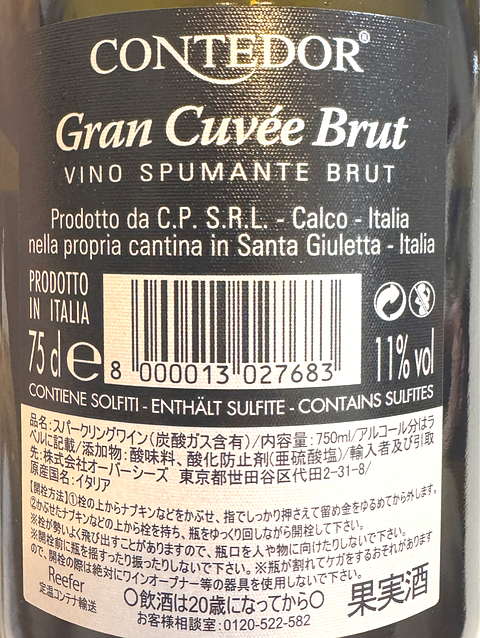 CONTEDOR®
Gran Cuvée Brut
VINO SPUMANTE BRUT
Prodotto da C.P. S.R.L. - Calco - Italia
nella propria cantina in Santa Giuletta - Italia
PRODOTTO
IN ITALIA
75 cl e
8 000013 027683
11% vol
CONTIENE SOLFITI - ENTHÄLT SULFITE - CONTAINS SULFITES
品名:スパークリングワイン(炭酸ガス含有)/内容量:750ml/アルコール分はラ
ベルに記載/添加物:酸味料、酸化防止剤(亜硫酸塩)/輸入者及び引取
先:株式会社オーバーシーズ 東京都世田谷区代田2-31-8/
原産国名:イタリア
【開栓方法】①栓の上からナプキンなどをかぶせ、指でしっかり押さえて留め金をゆるめてから外します。
②かぶせたナプキンなどの上から栓を持ち、瓶をゆっくり回しながら開栓して下さい。
※栓が勢いよく飛び出すことがありますので、瓶口を人や物に向けたりしないで下さい。
※開栓前に瓶を揺すったり振ったりしないで下さい。※瓶が割れてケガをするおそれがあります
ので、開栓の際は絶対にワインオープナー等の器具を使用しないで下さい。
Reefer
定温コンテナ輸送
〇飲酒は20歳になってから〇
お客様相談室:0120-522-582
果実酒